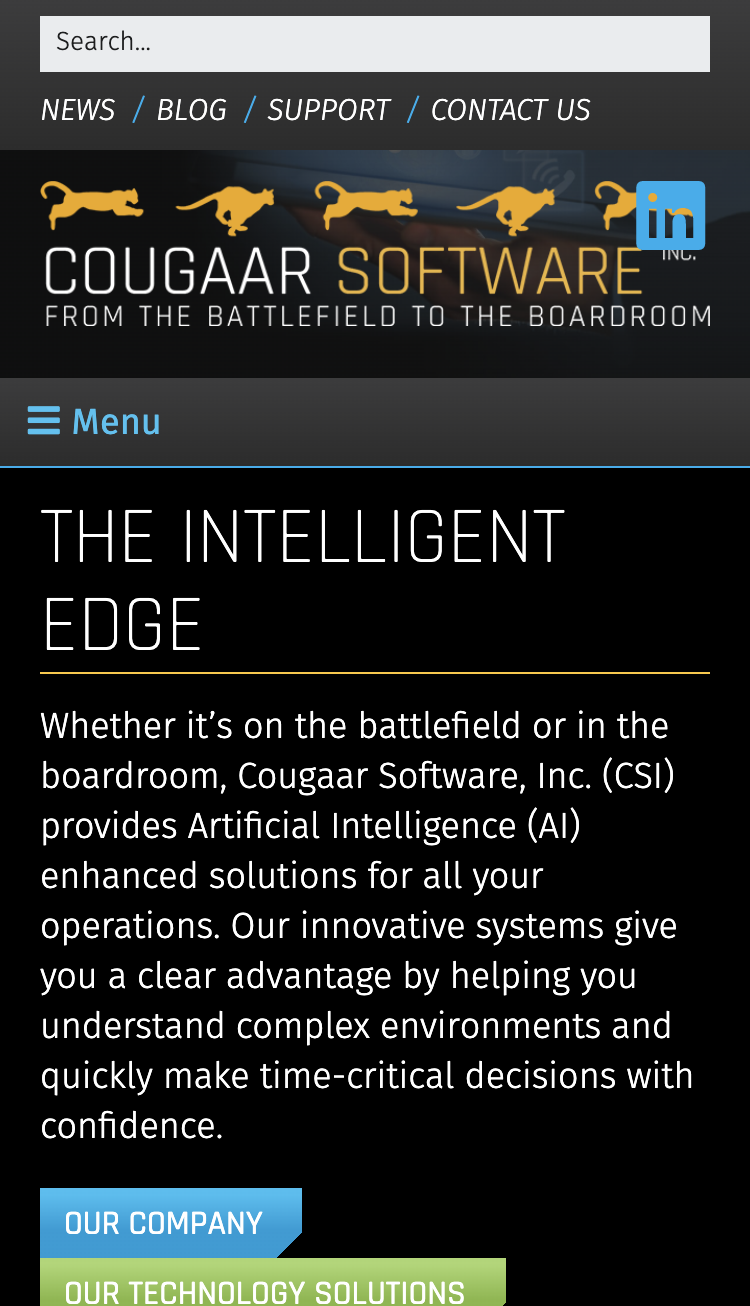 Search...
NEWS / BLOG / SUPPORT / CONTACT US
in
COUGAAR SOFTWARE INC.
FROM THE BATTLEFIELD TO THE BOARDROOM
Menu
THE INTELLIGENT
EDGE
Whether it’s on the battlefield or in the
boardroom, Cougaar Software, Inc. (CSI)
provides Artificial Intelligence (AI)
enhanced solutions for all your
operations. Our innovative systems give
you a clear advantage by helping you
understand complex environments and
quickly make time-critical decisions with
confidence.
OUR COMPANY
OUR TECHNOLOGY SOLUTIONS